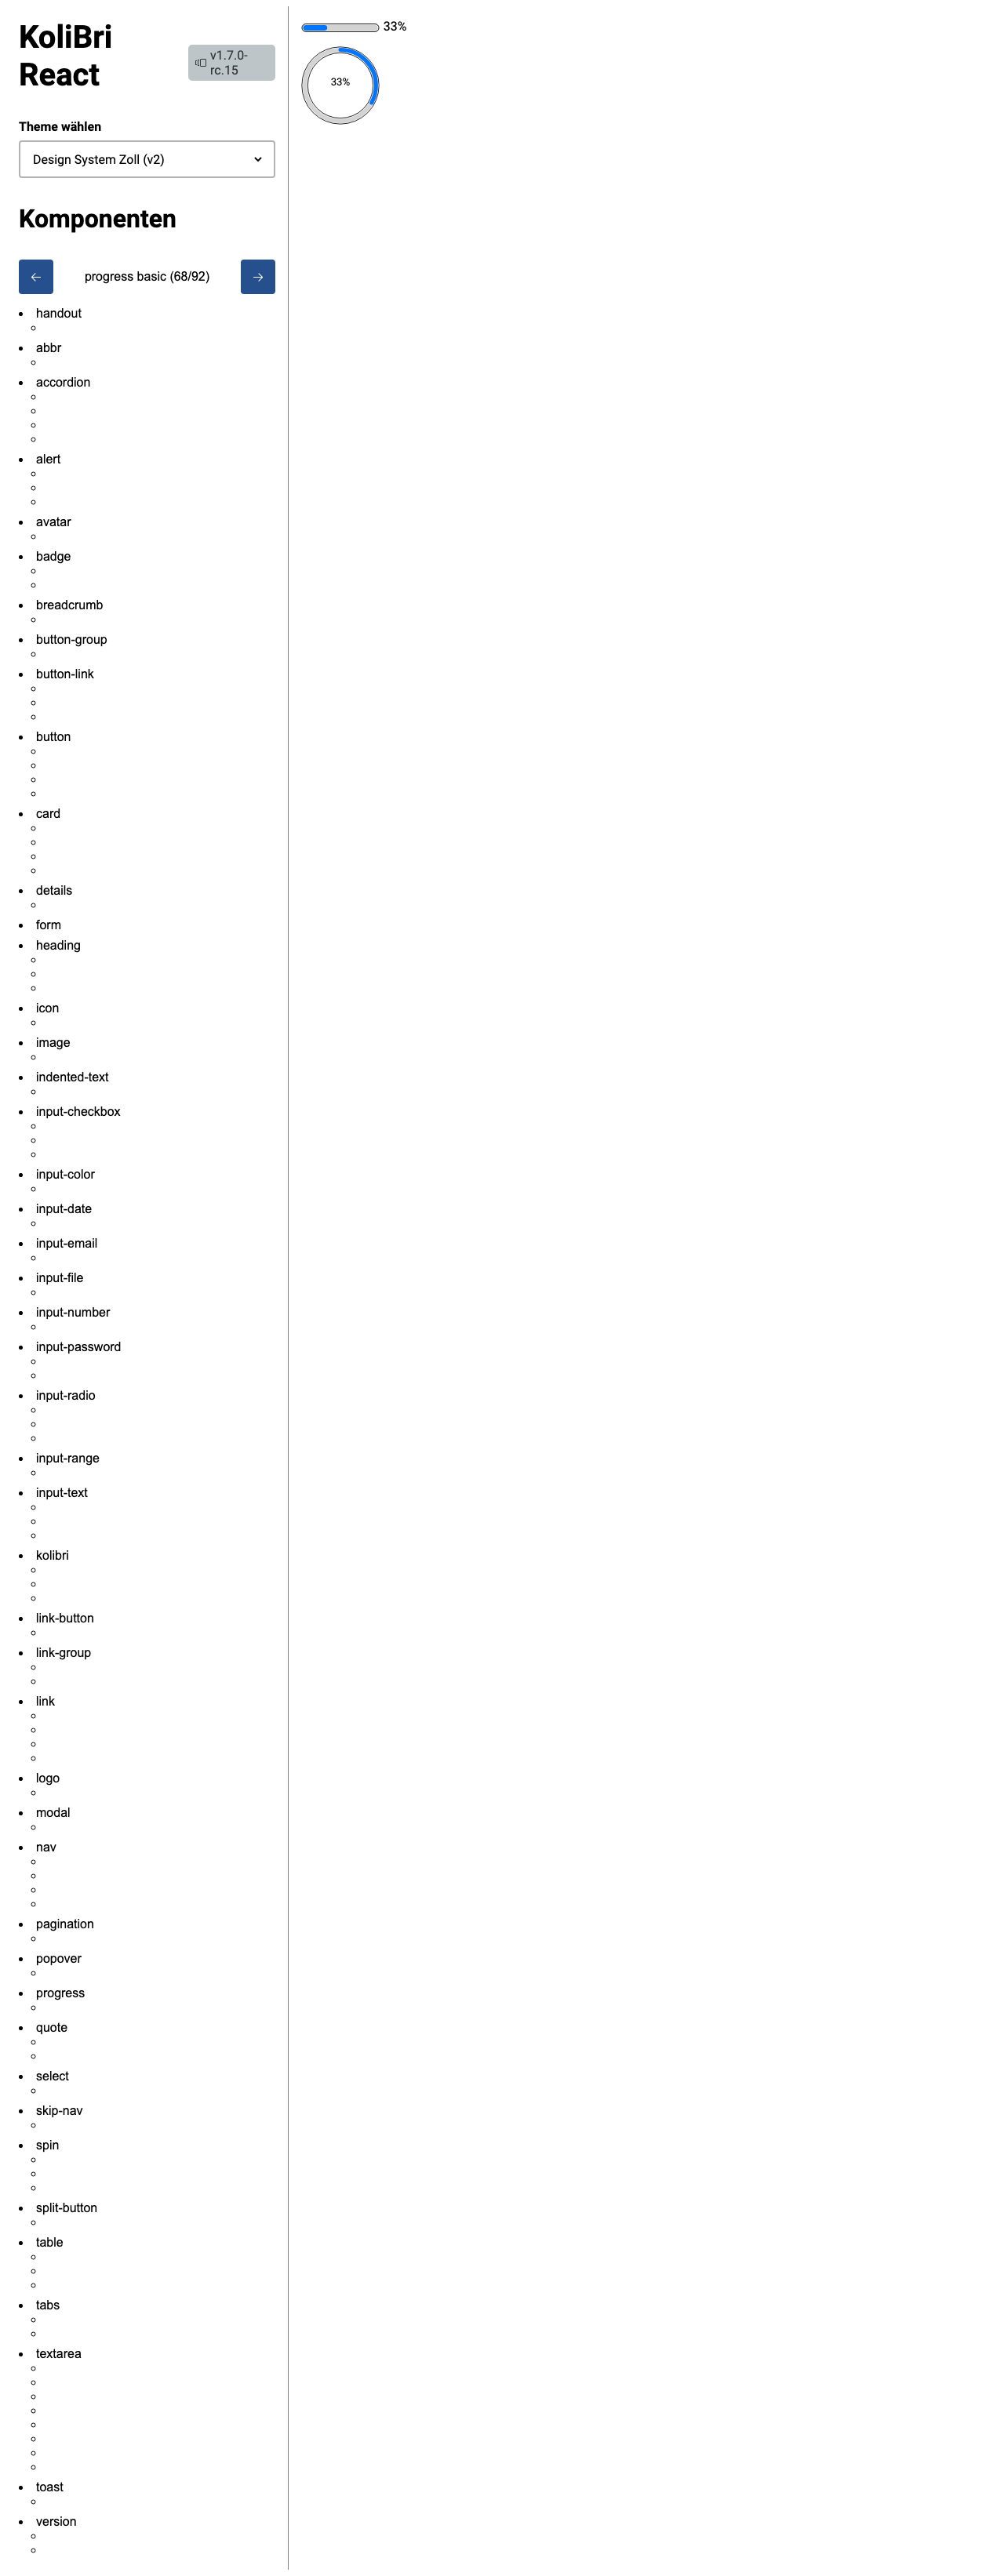 KoliBri
React
v1.7.0-
rc.15
Theme wählen
Design System Zoll (v2)
Komponenten
progress basic (68/92)
handout
abbr
accordion
alert
avatar
badge
breadcrumb
button-group
button-link
button
card
details
form
heading
icon
image
indented-text
input-checkbox
input-color
input-date
input-email
input-file
input-number
input-password
input-radio
input-range
input-text
kolibri
link-button
link-group
link
logo
modal
nav
pagination
popover
progress
quote
select
skip-nav
spin
split-button
table
tabs
textarea
toast
version
33%
33%